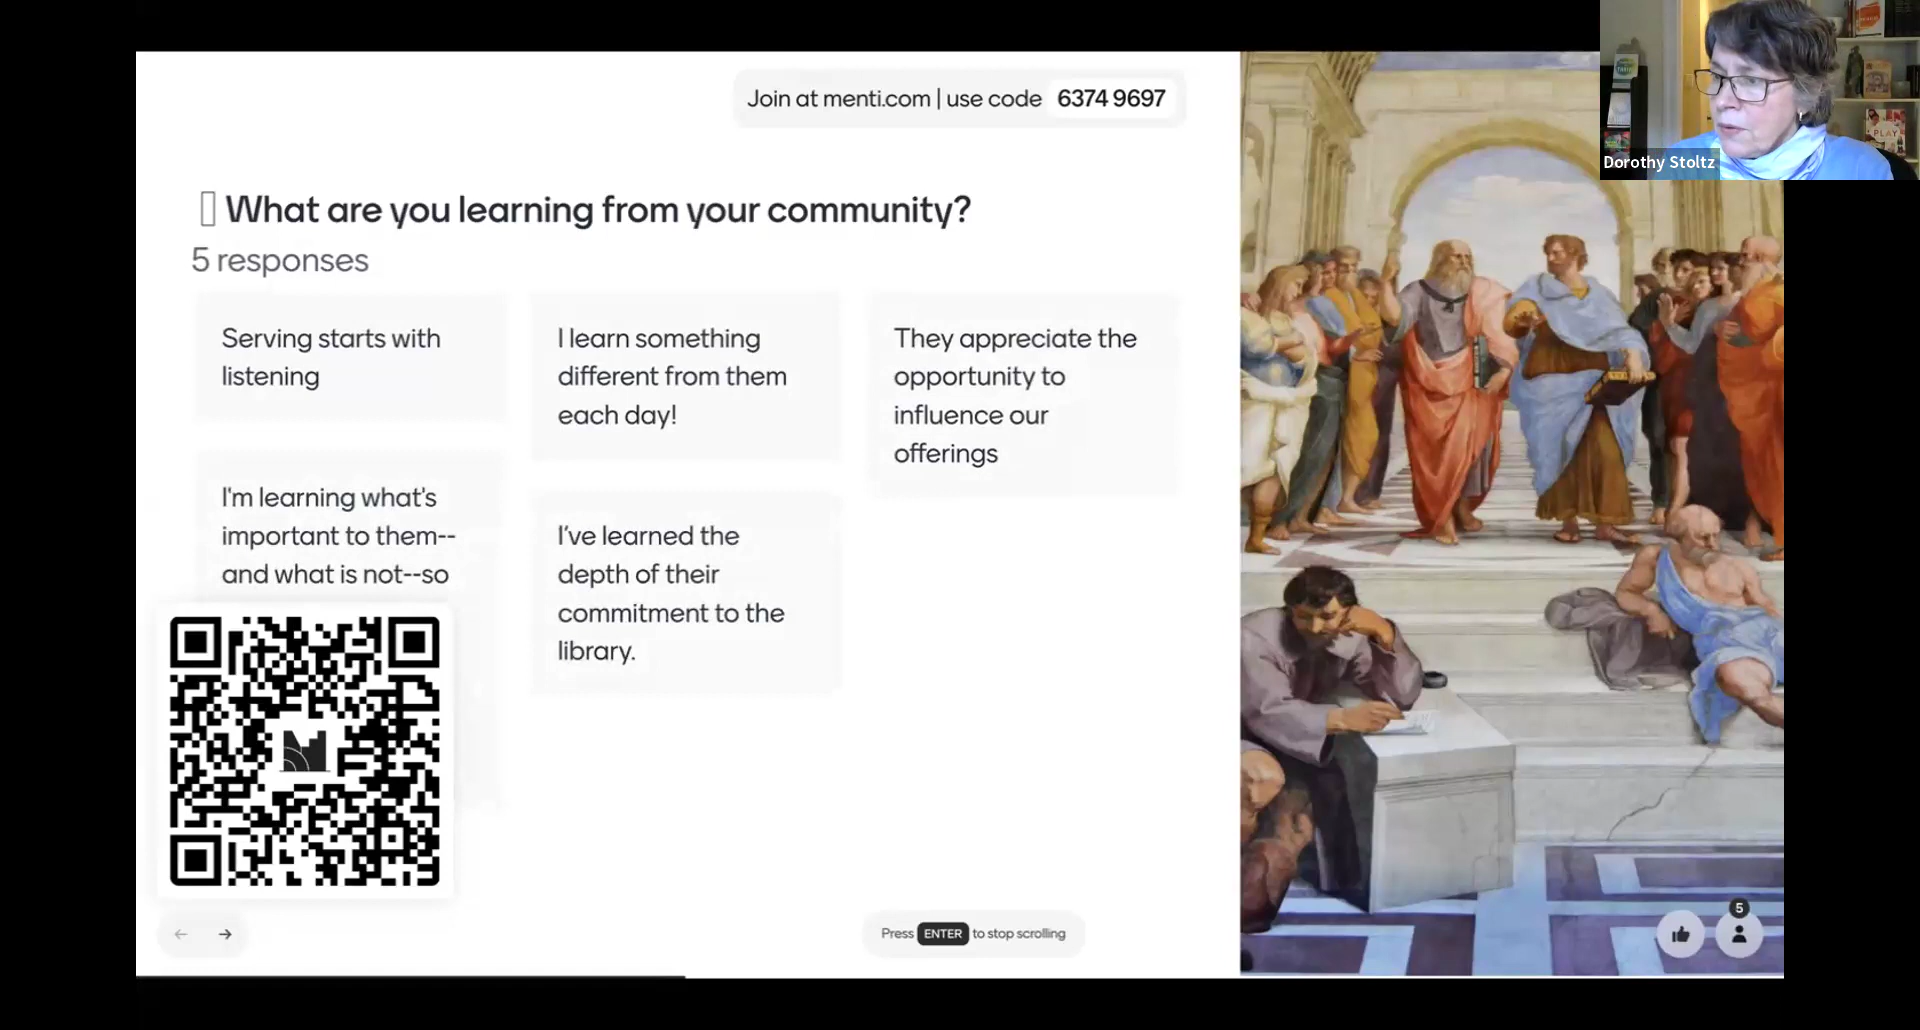 Join at menti.com | use code 6374 9697
What are you learning from your community?
5 responses
Serving starts with
listening
I learn something
different from them
each day!
They appreciate the
opportunity to
influence our
offerings
I'm learning what's
important to them--
and what is not--so
I've learned the
depth of their
commitment to the
library.
Press ENTER to stop scrolling
5
Dorothy Stoltz
PLAY